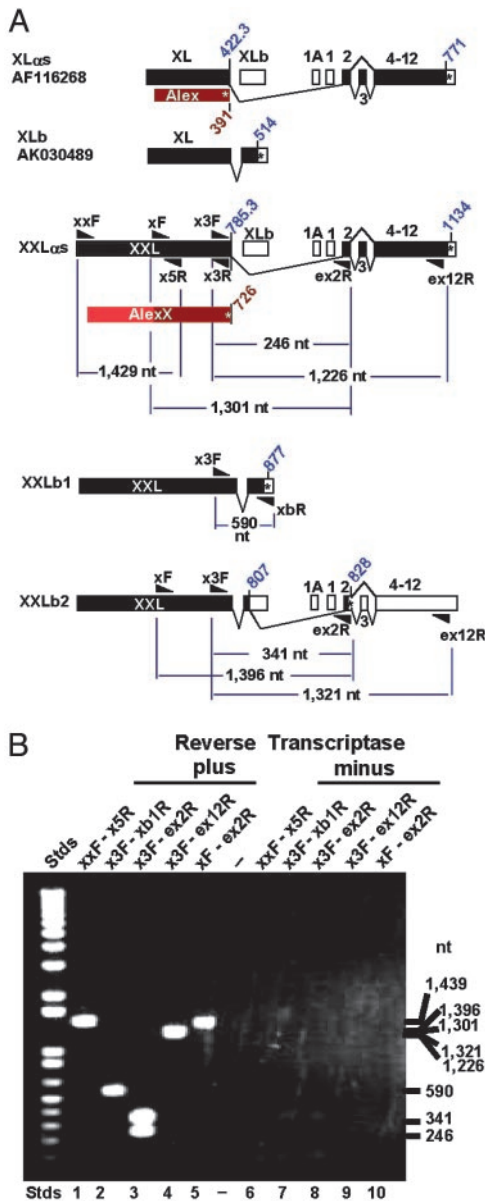 A
XLαs
AF116268
XL
422.3
XLb
1A 1 2
4-12
771
*
Alex
*
391
3
XLb
AK030489
XL
514
*
XXLαs
xxF
xF
x3F
785.3
XLb
1A 1 2
4-12
1134
XXL
*
x5R
x3R
ex2R
3
ex12R
AlexX
*
726
246 nt
1,429 nt
1,226 nt
1,301 nt
XXLb1
x3F
877
XXL
*
xbR
590
nt
XXLb2
xF
x3F
807
828
1A 1 2
4-12
XXL
*
ex2R
3
ex12R
341 nt
1,396 nt
1,321 nt
B
Reverse Transcriptase
plus minus
Stds
xxF - x5R
x3F - xb1R
x3F - ex2R
x3F - ex12R
xF - ex2R
–
xxF - x5R
x3F - xb1R
x3F - ex2R
x3F - ex12R
xF - ex2R
nt
1,439
1,396
1,301
1,321
1,226
590
341
246
Stds 1 2 3 4 5 – 6 7 8 9 10